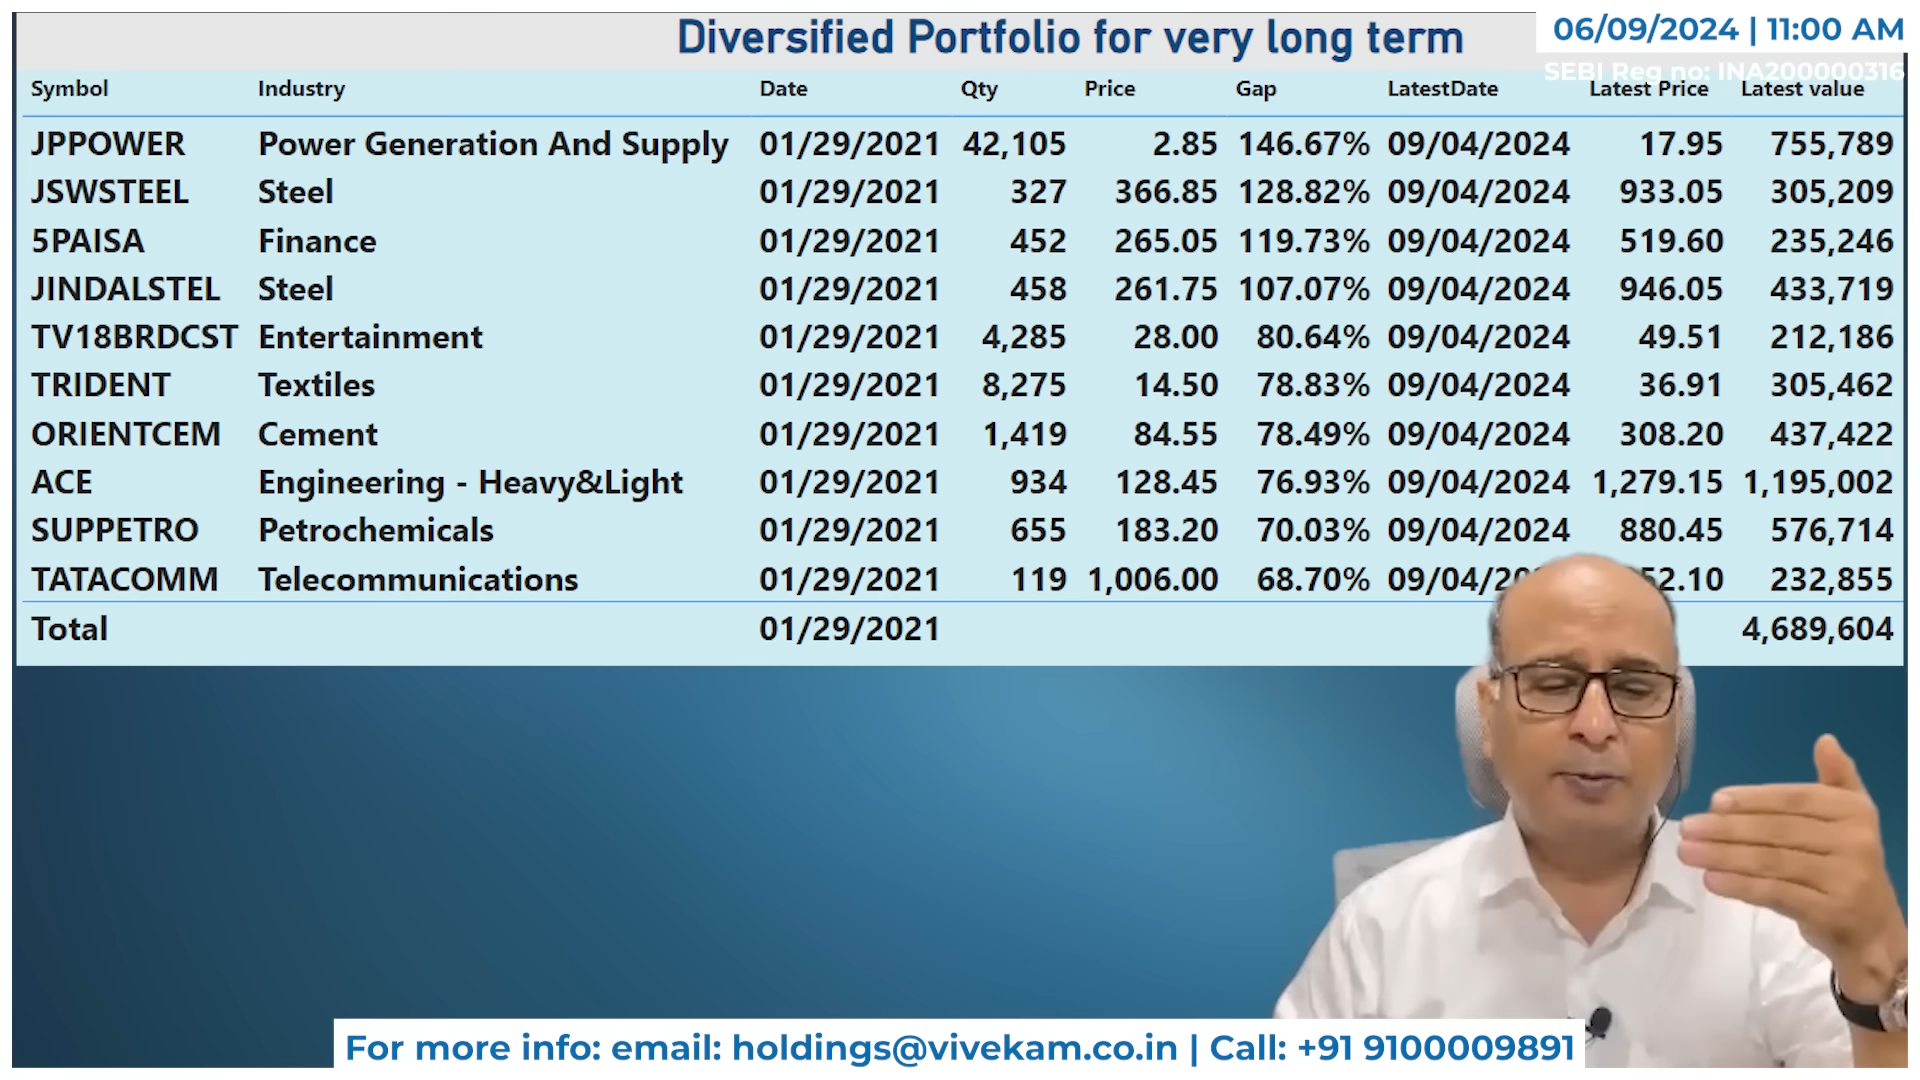 Diversified Portfolio for very long term
06/09/2024 | 11:00 AM
SEBI Reg no: INA200000316
Symbol Industry Date Qty Price Gap LatestDate Latest Price Latest value
JPPOWER Power Generation And Supply 01/29/2021 42,105 2.85 146.67% 09/04/2024 17.95 755,789
JSWSTEEL Steel 01/29/2021 327 366.85 128.82% 09/04/2024 933.05 305,209
5PAISA Finance 01/29/2021 452 265.05 119.73% 09/04/2024 519.60 235,246
JINDALSTEL Steel 01/29/2021 458 261.75 107.07% 09/04/2024 946.05 433,719
TV18BRDCST Entertainment 01/29/2021 4,285 28.00 80.64% 09/04/2024 49.51 212,186
TRIDENT Textiles 01/29/2021 8,275 14.50 78.83% 09/04/2024 36.91 305,462
ORIENTCEM Cement 01/29/2021 1,419 84.55 78.49% 09/04/2024 308.20 437,422
ACE Engineering - Heavy&Light 01/29/2021 934 128.45 76.93% 09/04/2024 1,279.15 1,195,002
SUPPETRO Petrochemicals 01/29/2021 655 183.20 70.03% 09/04/2024 880.45 576,714
TATACOMM Telecommunications 01/29/2021 119 1,006.00 68.70% 232,855
Total 01/29/2021 4,689,604
For more info: email: holdings@vivekam.co.in | Call: +91 9100009891